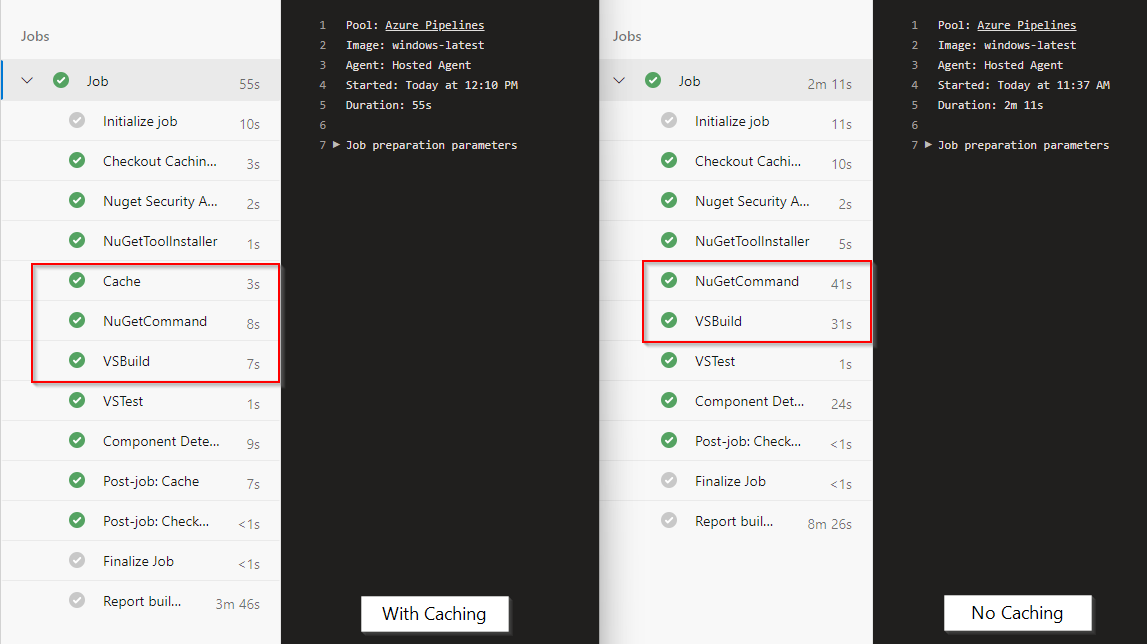 Jobs
Job 55s
Initialize job 10s
Checkout Cachin... 3s
Nuget Security A... 2s
NuGetToolInstaller 1s
Cache 3s
NuGetCommand 8s
VSBuild 7s
VSTest 1s
Component Dete... 9s
Post-job: Cache 7s
Post-job: Check... <1s
Finalize Job <1s
Report buil... 3m 46s
1 Pool: Azure Pipelines
2 Image: windows-latest
3 Agent: Hosted Agent
4 Started: Today at 12:10 PM
5 Duration: 55s
6
7 Job preparation parameters
With Caching
Jobs
Job 2m 11s
Initialize job 11s
Checkout Cachi... 10s
Nuget Security A... 2s
NuGetToolInstaller 5s
NuGetCommand 41s
VSBuild 31s
VSTest 1s
Component Det... 24s
Post-job: Check... <1s
Finalize Job <1s
Report buil... 8m 26s
1 Pool: Azure Pipelines
2 Image: windows-latest
3 Agent: Hosted Agent
4 Started: Today at 11:37 AM
5 Duration: 2m 11s
6
7 Job preparation parameters
No Caching